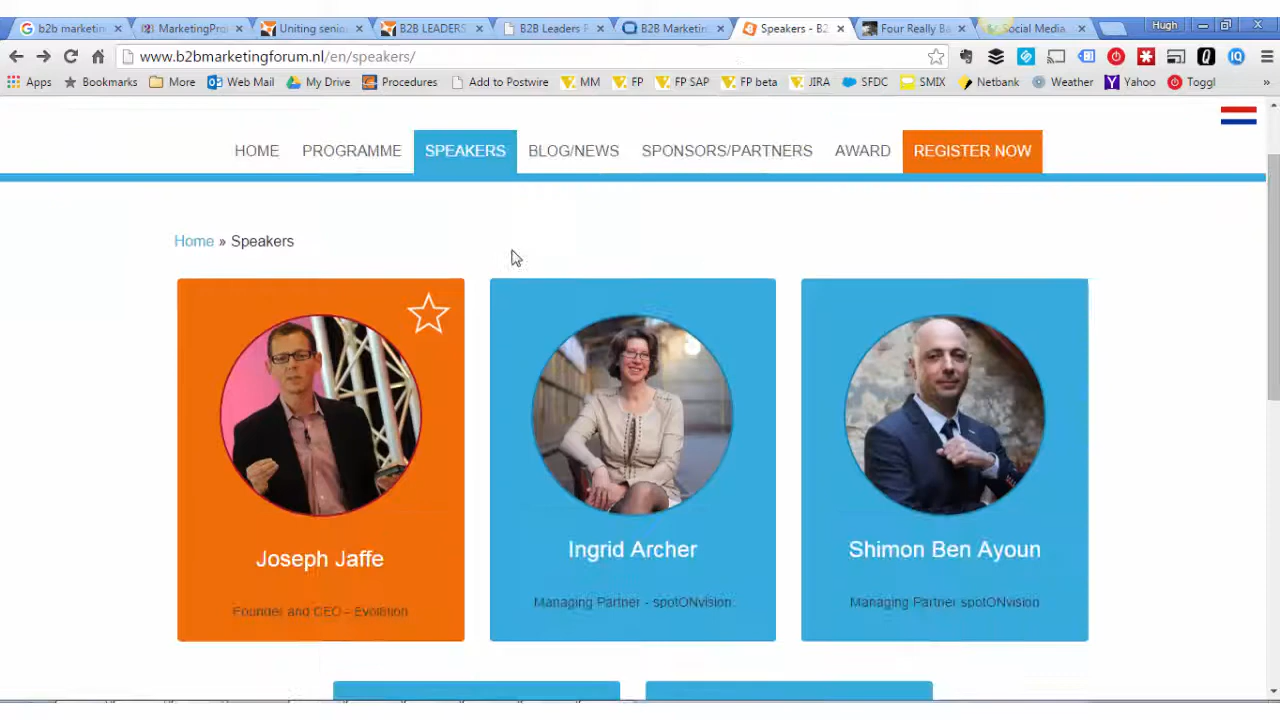 b2b marketin
MarketingPro
Uniting senio
B2B LEADERS
B2B Leaders F
B2B Marketin
Speakers - B2
Four Really Ba
Social Media
Hugh
www.b2bmarketingforum.nl/en/speakers/
Apps
Bookmarks
More
Web Mail
My Drive
Procedures
Add to Postwire
MM
FP
FP SAP
FP beta
JIRA
SFDC
SMIX
Netbank
Weather
Yahoo
Toggl
»
HOME
PROGRAMME
SPEAKERS
BLOG/NEWS
SPONSORS/PARTNERS
AWARD
REGISTER NOW
Home » Speakers
Joseph Jaffe
Founder and CEO - Evol8tion
Ingrid Archer
Managing Partner - spotONvision
Shimon Ben Ayoun
Managing Partner spotONvision